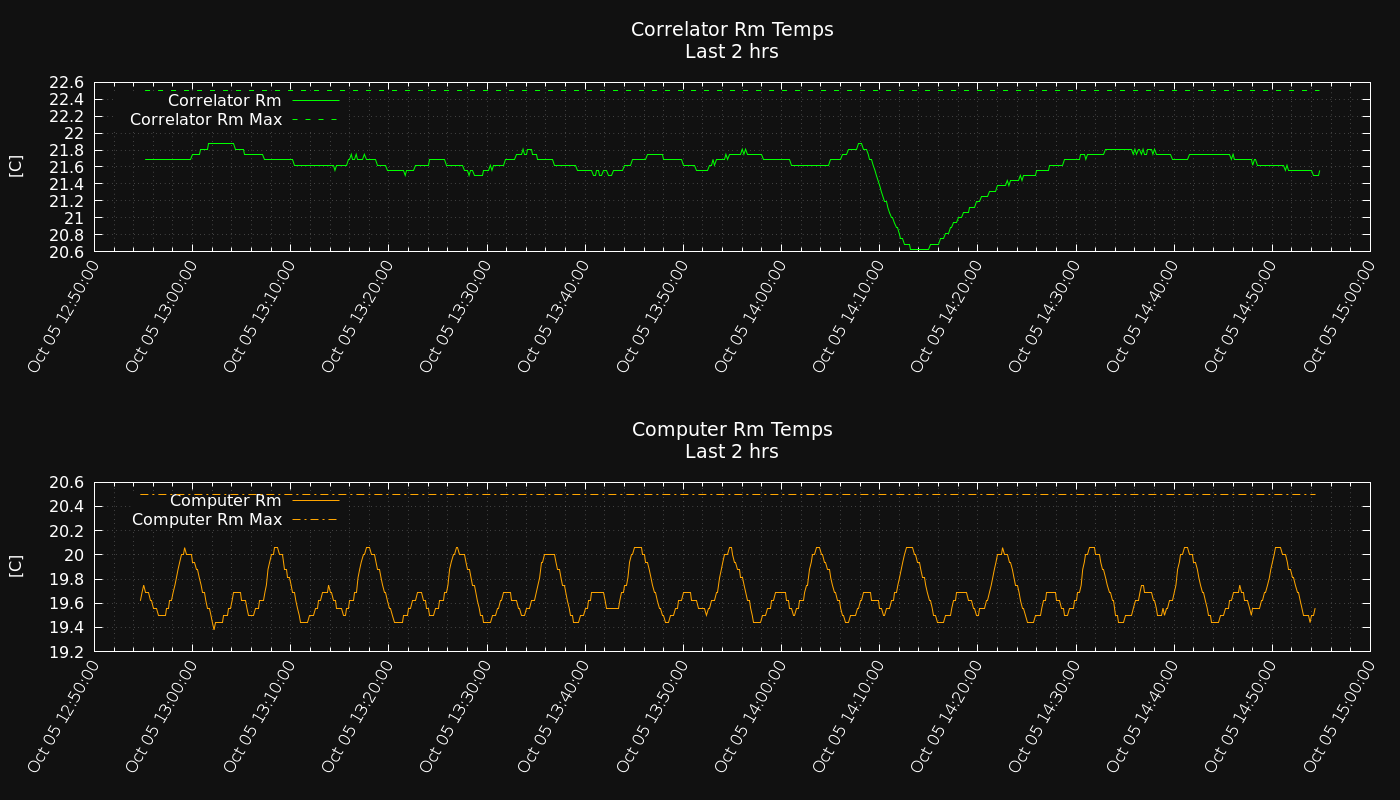 Correlator Rm Temps
Last 2 hrs
22.6
22.4
22.2
22
21.8
21.6
21.4
21.2
21
20.8
20.6
[C]
Correlator Rm
Correlator Rm Max
Oct 05 12:50:00
Oct 05 13:00:00
Oct 05 13:10:00
Oct 05 13:20:00
Oct 05 13:30:00
Oct 05 13:40:00
Oct 05 13:50:00
Oct 05 14:00:00
Oct 05 14:10:00
Oct 05 14:20:00
Oct 05 14:30:00
Oct 05 14:40:00
Oct 05 14:50:00
Oct 05 15:00:00
Computer Rm Temps
Last 2 hrs
20.6
20.4
20.2
20
19.8
19.6
19.4
19.2
[C]
Computer Rm
Computer Rm Max
Oct 05 12:50:00
Oct 05 13:00:00
Oct 05 13:10:00
Oct 05 13:20:00
Oct 05 13:30:00
Oct 05 13:40:00
Oct 05 13:50:00
Oct 05 14:00:00
Oct 05 14:10:00
Oct 05 14:20:00
Oct 05 14:30:00
Oct 05 14:40:00
Oct 05 14:50:00
Oct 05 15:00:00